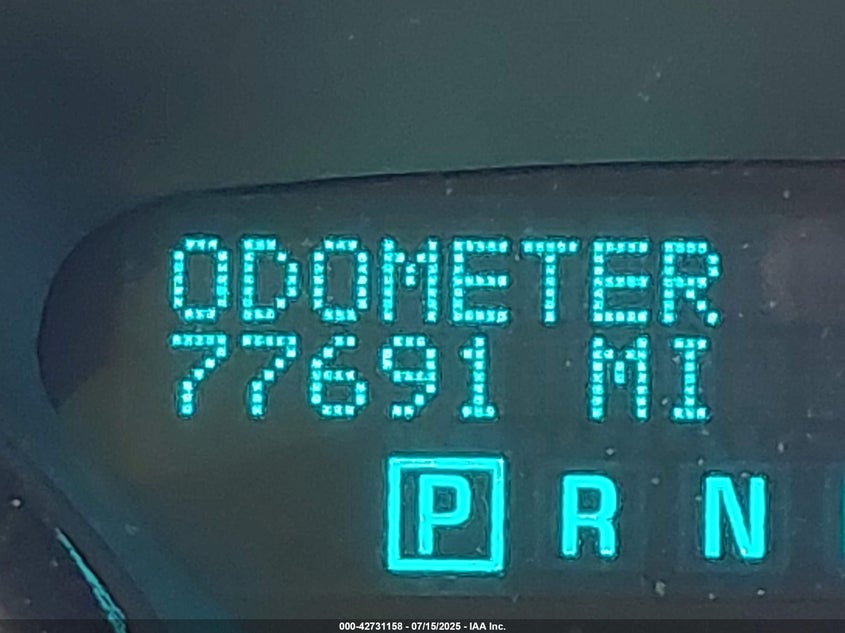 ODOMETER
77691 MI
P R N
000-42731158 - 07/15/2025 - IAA Inc.